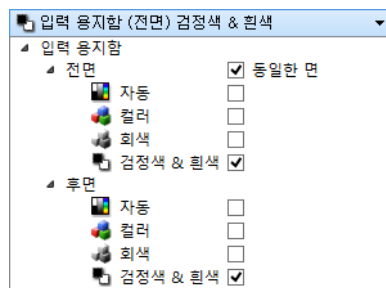 입력 용지함 (전면) 검정색 & 흰색
입력 용지함
전면 동일한 면
자동
컬러
회색
검정색 & 흰색
후면
자동
컬러
회색
검정색 & 흰색